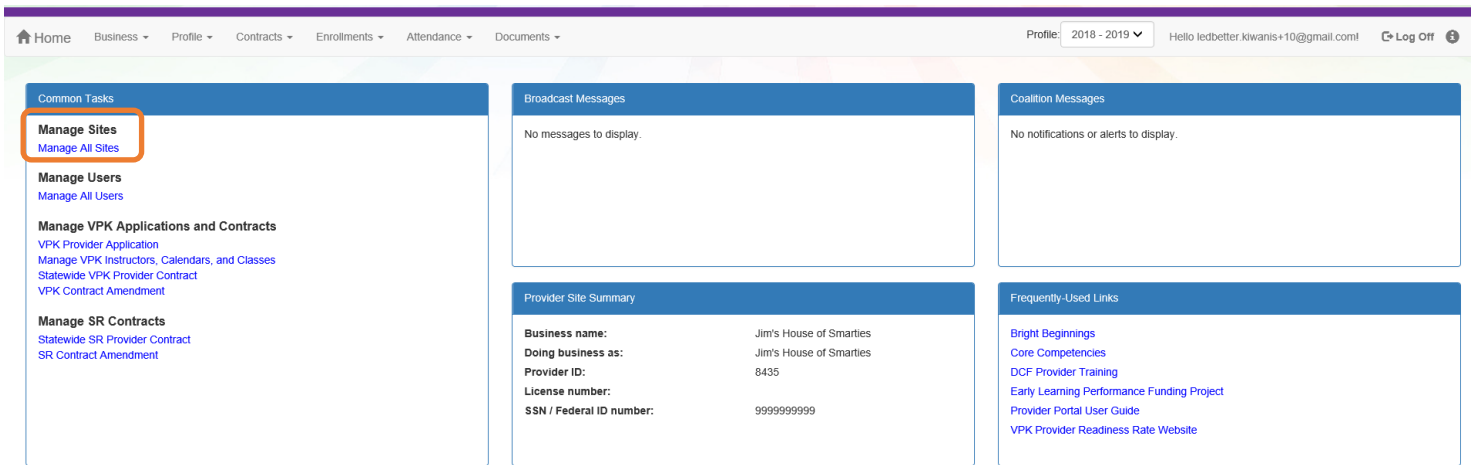 Home Business Profile Contracts Enrollments Attendance Documents Profile: 2018 - 2019 Hello ledbetter.kiwanis+10@gmail.com! Log Off
Common Tasks
Manage Sites
Manage All Sites
Manage Users
Manage All Users
Manage VPK Applications and Contracts
VPK Provider Application
Manage VPK Instructors, Calendars, and Classes
Statewide VPK Provider Contract
VPK Contract Amendment
Manage SR Contracts
Statewide SR Provider Contract
SR Contract Amendment
Broadcast Messages
No messages to display.
Coalition Messages
No notifications or alerts to display.
Provider Site Summary
Business name: Jim's House of Smarties
Doing business as: Jim's House of Smarties
Provider ID: 8435
License number:
SSN / Federal ID number: 9999999999
Frequently-Used Links
Bright Beginnings
Core Competencies
DCF Provider Training
Early Learning Performance Funding Project
Provider Portal User Guide
VPK Provider Readiness Rate Website